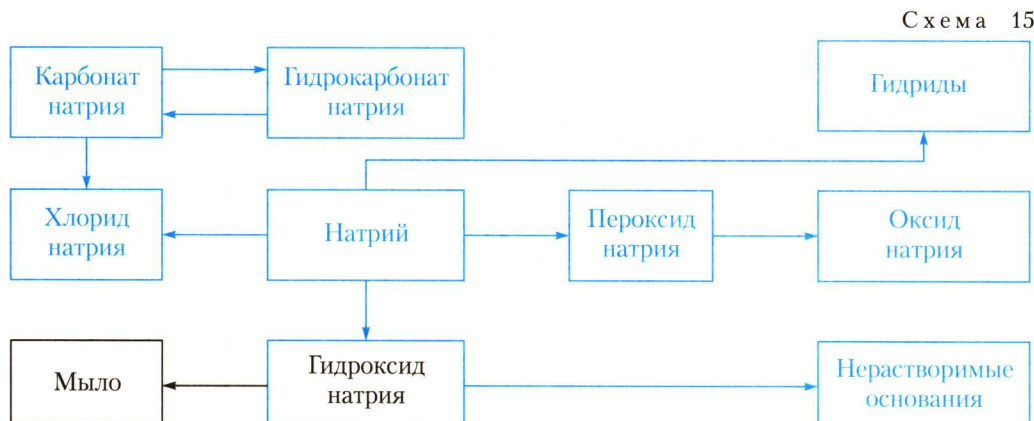 Схема 15
Карбонат
натрия
Гидрокарбонат
натрия
Гидриды
Хлорид
натрия
Натрий
Пероксид
натрия
Оксид
натрия
Мыло
Гидроксид
натрия
Нерастворимые
основания